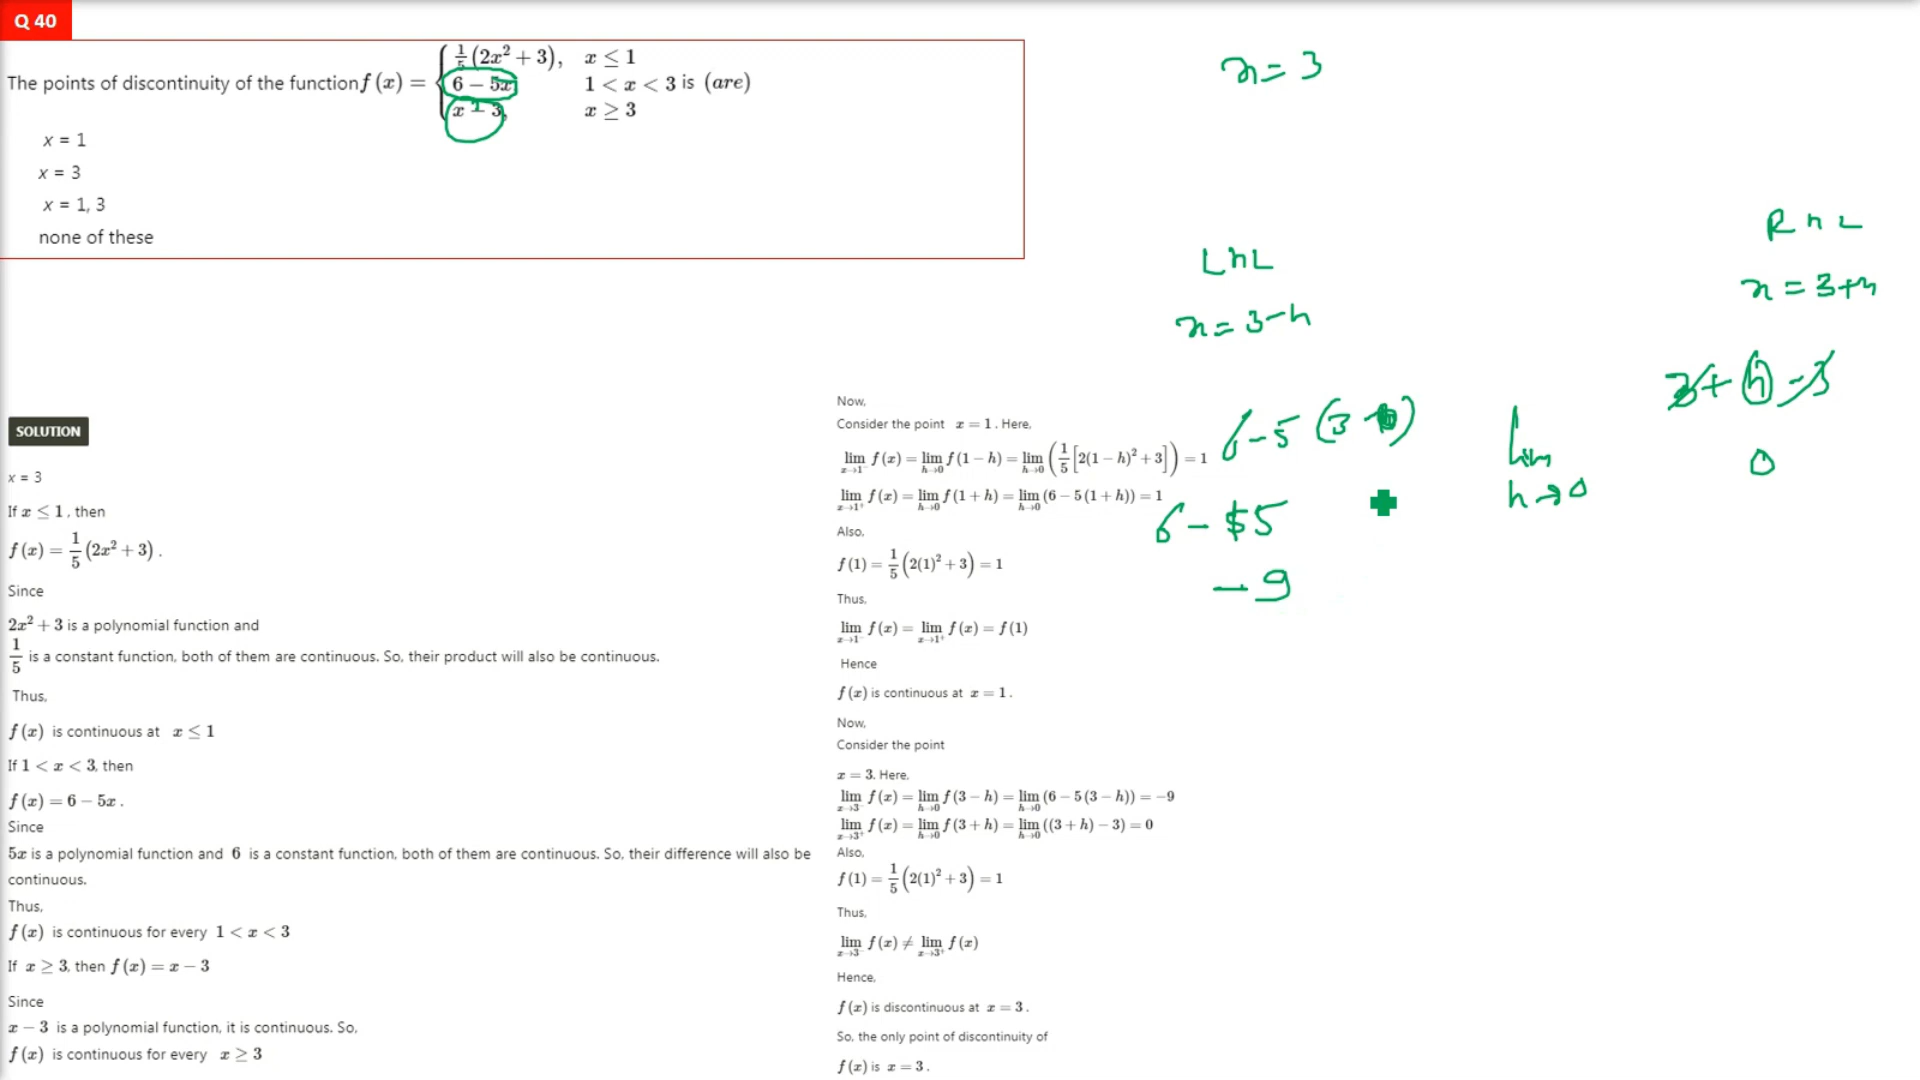 Q 40
The points of discontinuity of the function f (x) = { 1/5 (2x² + 3), x ≤ 1
6 − 5x 1 < x < 3 is (are)
x − 3, x ≥ 3
x = 1
x = 3
x = 1, 3
none of these
SOLUTION
x = 3
If x ≤ 1, then
f (x) = 1/5 (2x² + 3) .
Since
2x² + 3 is a polynomial function and
1/5 is a constant function, both of them are continuous. So, their product will also be continuous.
Thus,
f (x) is continuous at x ≤ 1
If 1 < x < 3, then
f (x) = 6 − 5x .
Since
5x is a polynomial function and 6 is a constant function, both of them are continuous. So, their difference will also be
continuous.
Thus,
f (x) is continuous for every 1 < x < 3
If x ≥ 3, then f (x) = x − 3
Since
x − 3 is a polynomial function, it is continuous. So,
f (x) is continuous for every x ≥ 3
Now,
Consider the point x = 1. Here,
lim x→1⁻ f (x) = lim h→0 f (1 − h) = lim h→0 (1/5 [2(1 − h)² + 3]) = 1
lim x→1⁺ f (x) = lim h→0 f (1 + h) = lim h→0 (6 − 5 (1 + h)) = 1
Also,
f (1) = 1/5 (2(1)² + 3) = 1
Thus,
lim x→1⁻ f (x) = lim x→1⁺ f (x) = f (1)
Hence
f (x) is continuous at x = 1 .
Now,
Consider the point
x = 3. Here,
lim x→3⁻ f (x) = lim h→0 f (3 − h) = lim h→0 (6 − 5 (3 − h)) = −9
lim x→3⁺ f (x) = lim h→0 f (3 + h) = lim h→0 ((3 + h) − 3) = 0
Also,
f (1) = 1/5 (2(1)² + 3) = 1
Thus,
lim x→3⁻ f (x) ≠ lim x→3⁺ f (x)
Hence,
f (x) is discontinuous at x = 3 .
So, the only point of discontinuity of
f (x) is x = 3 .
x = 3
LhL
x = 3-h
6-5 (3 - )
6 - 15
-9
lim
h→0
RhL
x = 3+h
3+h-3
0